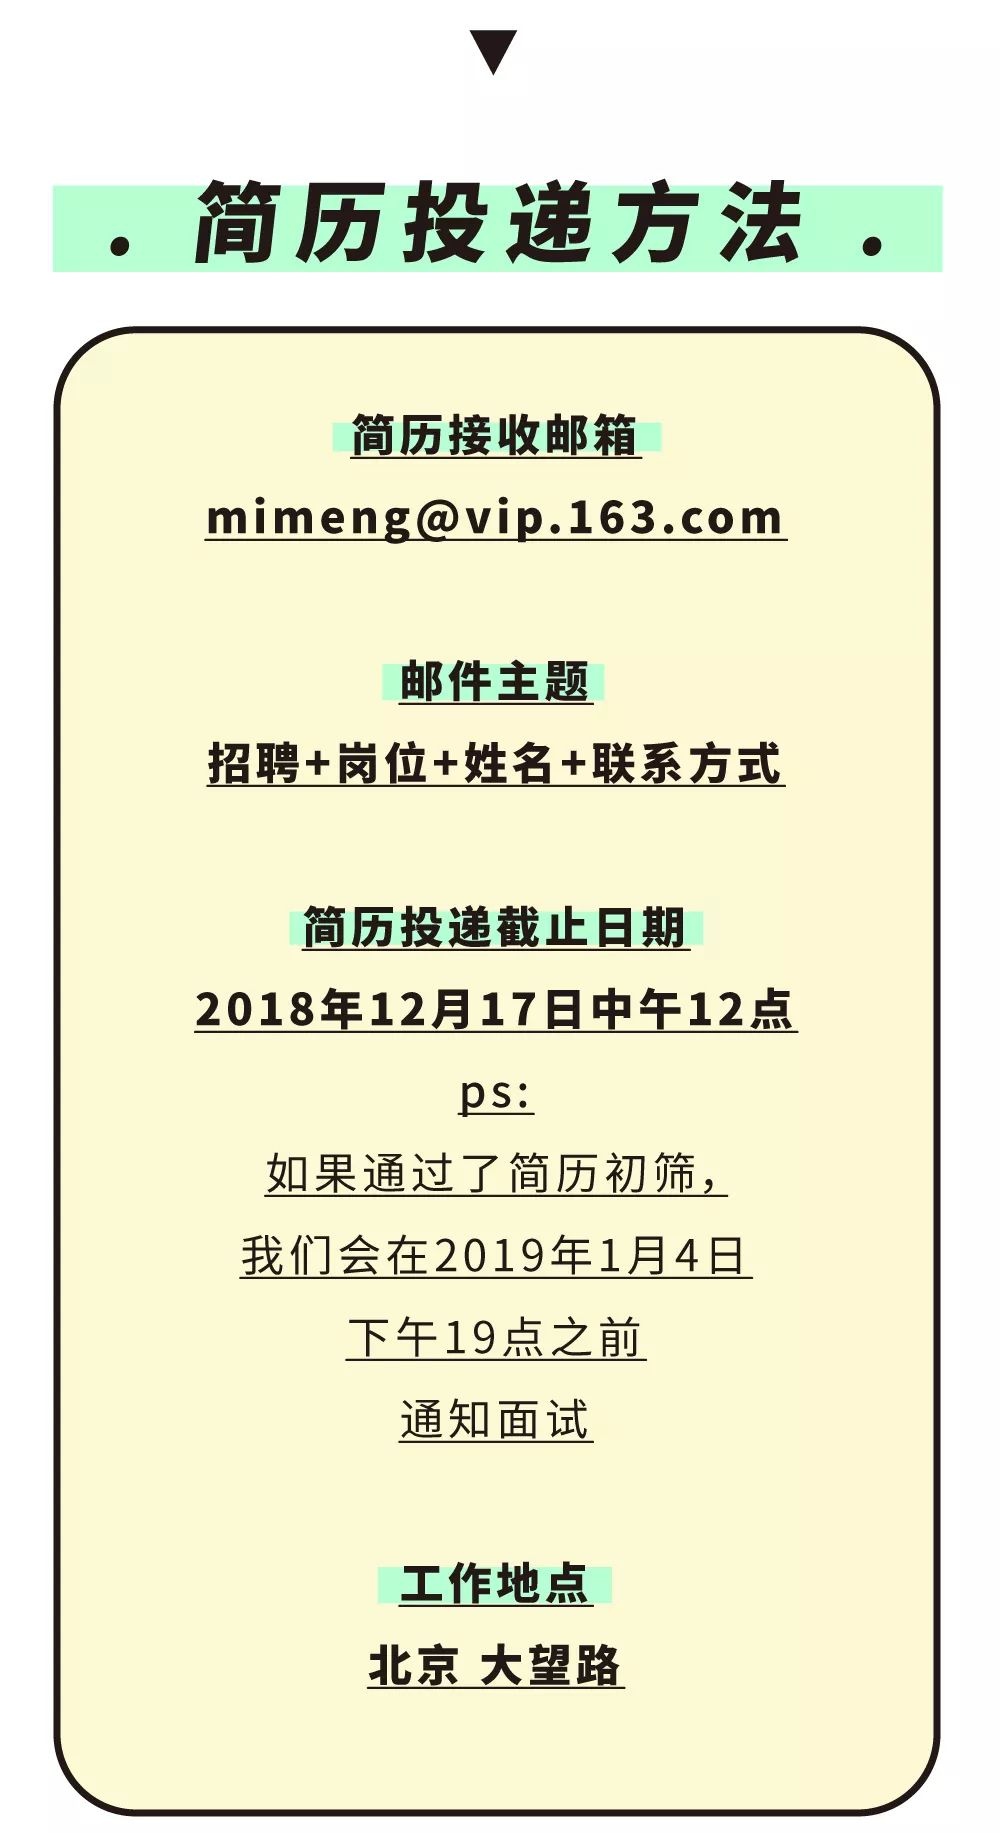 . 简历投递方法 .
简历接收邮箱
mimeng@vip.163.com
邮件主题
招聘+岗位+姓名+联系方式
简历投递截止日期
2018年12月17日中午12点
ps:
如果通过了简历初筛，
我们会在2019年1月4日
下午19点之前
通知面试
工作地点
北京 大望路